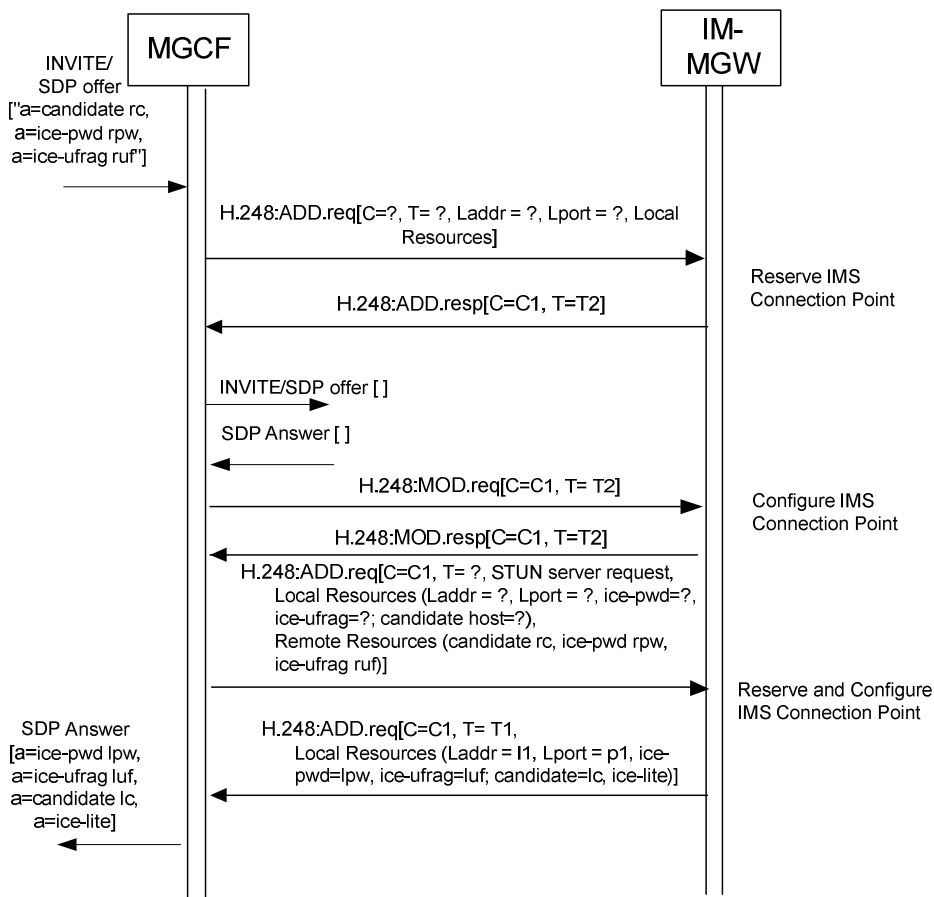 MGCF
IM-
MGW
INVITE/
SDP offer
["a=candidate rc,
a=ice-pwd rpw,
a=ice-ufrag ruf"]
H.248:ADD.req[C=?, T= ?, Laddr = ?, Lport = ?, Local
Resources]
Reserve IMS
Connection Point
H.248:ADD.resp[C=C1, T=T2]
INVITE/SDP offer [ ]
SDP Answer [ ]
H.248:MOD.req[C=C1, T= T2]
Configure IMS
Connection Point
H.248:MOD.resp[C=C1, T=T2]
H.248:ADD.req[C=C1, T= ?, STUN server request,
Local Resources (Laddr = ?, Lport = ?, ice-pwd=?,
ice-ufrag=?; candidate host=?),
Remote Resources (candidate rc, ice-pwd rpw,
ice-ufrag ruf)]
Reserve and Configure
IMS Connection Point
H.248:ADD.req[C=C1, T= T1,
Local Resources (Laddr = l1, Lport = p1, ice-
pwd=lpw, ice-ufrag=luf; candidate=lc, ice-lite)]
SDP Answer
[a=ice-pwd lpw,
a=ice-ufrag luf,
a=candidate lc,
a=ice-lite]